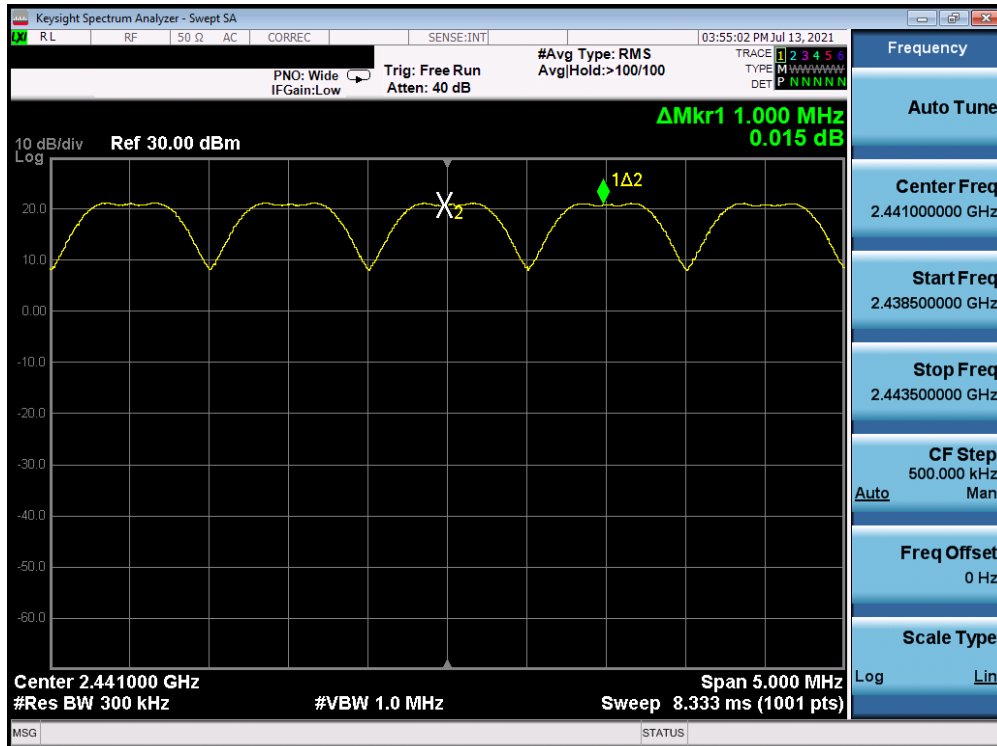 Keysight Spectrum Analyzer - Swept SA
LXI RL RF 50 Ω AC CORREC SENSE:INT 03:55:02 PM Jul 13, 2021
PNO: Wide
IFGain:Low
Trig: Free Run
Atten: 40 dB
#Avg Type: RMS
Avg|Hold:>100/100
TRACE 1 2 3 4 5 6
TYPE M WWWWW
DET P N N N N N
ΔMkr1 1.000 MHz
0.015 dB
10 dB/div
Log
Ref 30.00 dBm
1Δ2
2
20.0
10.0
0.00
-10.0
-20.0
-30.0
-40.0
-50.0
-60.0
Center 2.441000 GHz
Span 5.000 MHz
#Res BW 300 kHz
#VBW 1.0 MHz
Sweep 8.333 ms (1001 pts)
MSG
STATUS
Frequency
Auto Tune
Center Freq
2.441000000 GHz
Start Freq
2.438500000 GHz
Stop Freq
2.443500000 GHz
CF Step
500.000 kHz
Auto Man
Freq Offset
0 Hz
Scale Type
Log Lin